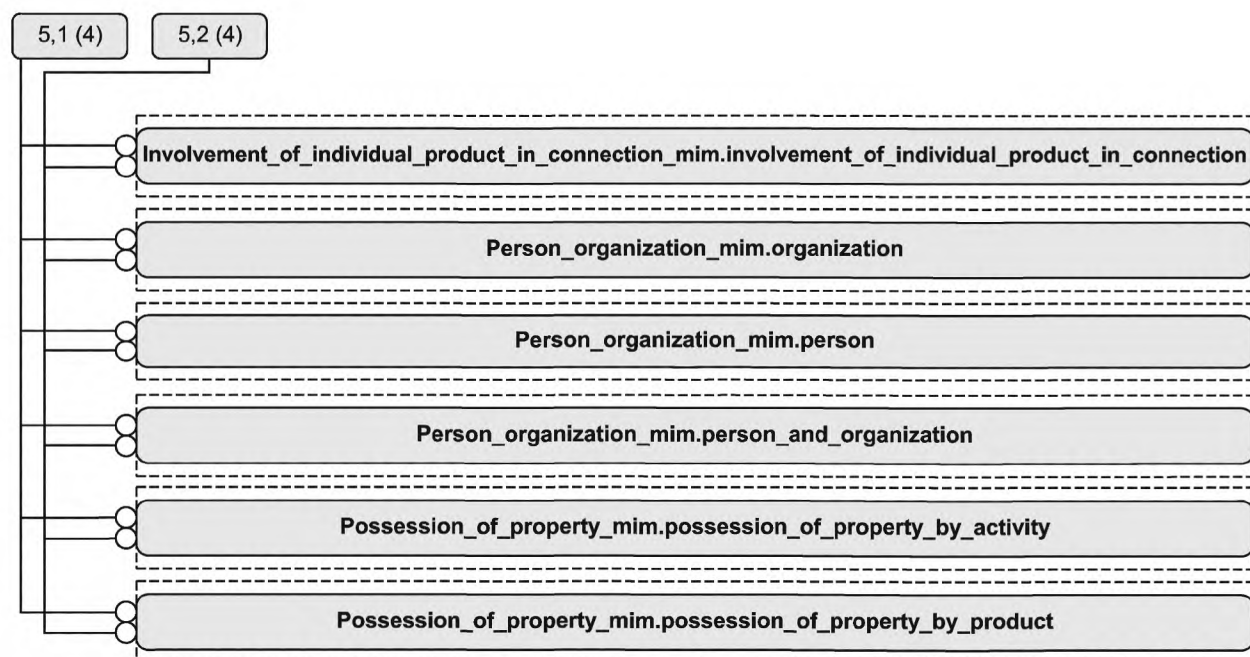 5,1 (4) 5,2 (4)
Involvement_of_individual_product_in_connection_mim.involvement_of_individual_product_in_connection
Person_organization_mim.organization
Person_organization_mim.person
Person_organization_mim.person_and_organization
Possession_of_property_mim.possession_of_property_by_activity
Possession_of_property_mim.possession_of_property_by_product